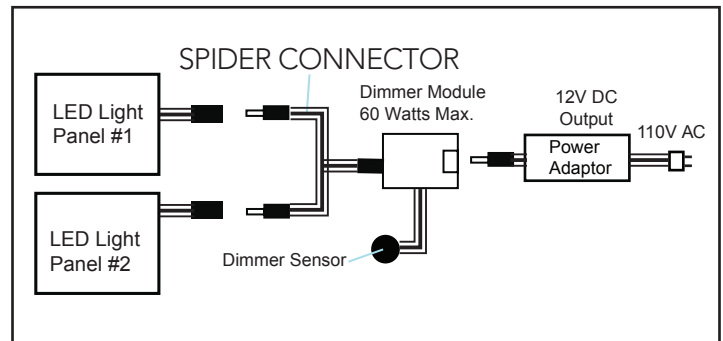 SPIDER CONNECTOR
LED Light
Panel #1
LED Light
Panel #2
Dimmer Module
60 Watts Max.
Dimmer Sensor
12V DC
Output
Power
Adaptor
110V AC